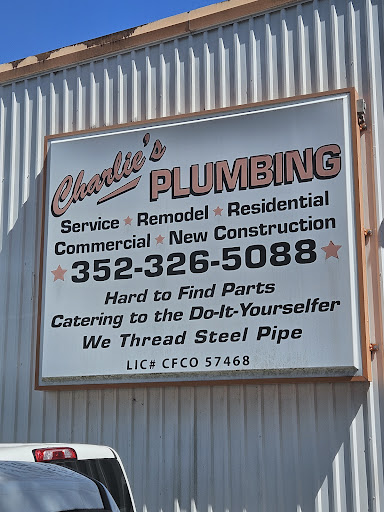 Charlie's
PLUMBING
Service ★ Remodel ★ Residential
Commercial ★ New Construction
★ 352-326-5088 ★
Hard to Find Parts
Catering to the Do-It-Yourselfer
We Thread Steel Pipe
LIC# CFCO 57468